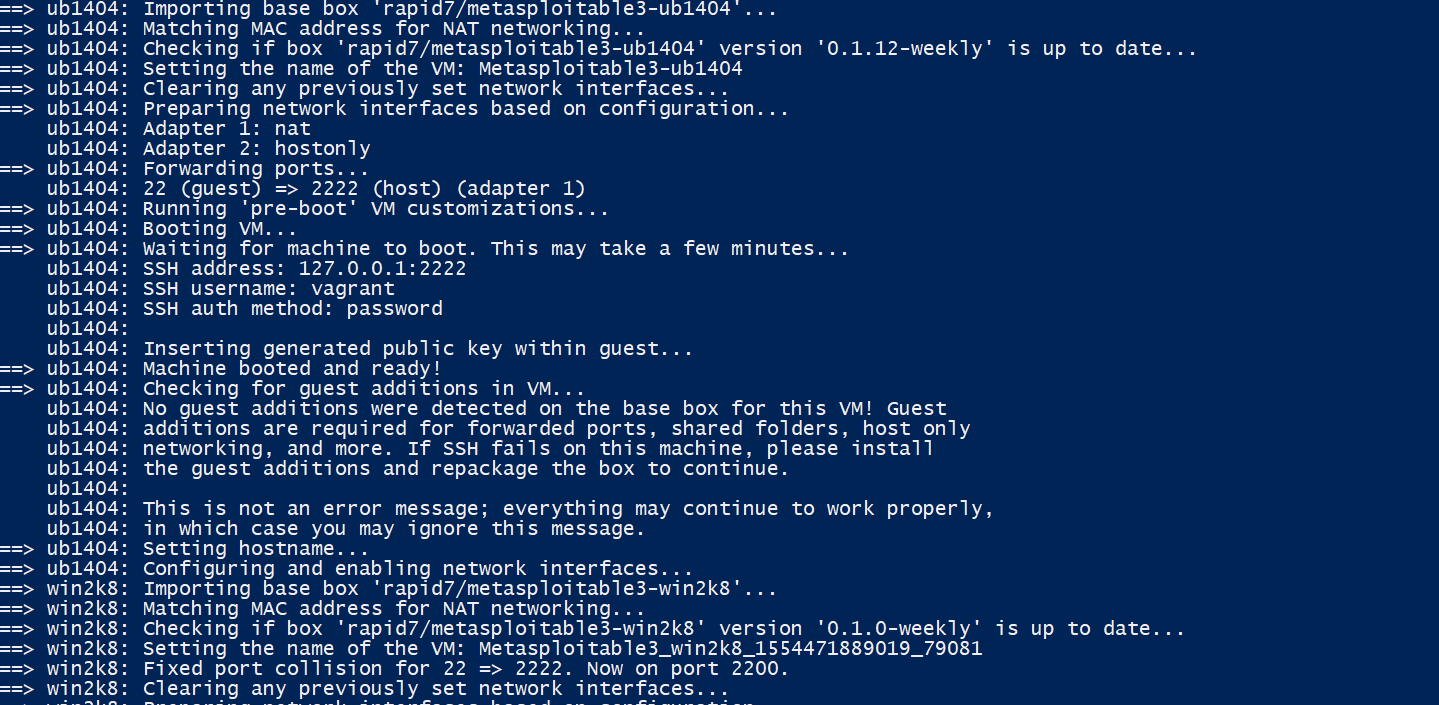 ==> ub1404: Importing base box 'rapid7/metasploitable3-ub1404'...
==> ub1404: Matching MAC address for NAT networking...
==> ub1404: Checking if box 'rapid7/metasploitable3-ub1404' version '0.1.12-weekly' is up to date...
==> ub1404: Setting the name of the VM: Metasploitable3-ub1404
==> ub1404: Clearing any previously set network interfaces...
==> ub1404: Preparing network interfaces based on configuration...
    ub1404: Adapter 1: nat
    ub1404: Adapter 2: hostonly
==> ub1404: Forwarding ports...
    ub1404: 22 (guest) => 2222 (host) (adapter 1)
==> ub1404: Running 'pre-boot' VM customizations...
==> ub1404: Booting VM...
==> ub1404: Waiting for machine to boot. This may take a few minutes...
    ub1404: SSH address: 127.0.0.1:2222
    ub1404: SSH username: vagrant
    ub1404: SSH auth method: password
    ub1404:
    ub1404: Inserting generated public key within guest...
==> ub1404: Machine booted and ready!
==> ub1404: Checking for guest additions in VM...
    ub1404: No guest additions were detected on the base box for this VM! Guest
    ub1404: additions are required for forwarded ports, shared folders, host only
    ub1404: networking, and more. If SSH fails on this machine, please install
    ub1404: the guest additions and repackage the box to continue.
    ub1404:
    ub1404: This is not an error message; everything may continue to work properly,
    ub1404: in which case you may ignore this message.
==> ub1404: Setting hostname...
==> ub1404: Configuring and enabling network interfaces...
==> win2k8: Importing base box 'rapid7/metasploitable3-win2k8'...
==> win2k8: Matching MAC address for NAT networking...
==> win2k8: Checking if box 'rapid7/metasploitable3-win2k8' version '0.1.0-weekly' is up to date...
==> win2k8: Setting the name of the VM: Metasploitable3_win2k8_1554471889019_79081
==> win2k8: Fixed port collision for 22 => 2222. Now on port 2200.
==> win2k8: Clearing any previously set network interfaces...